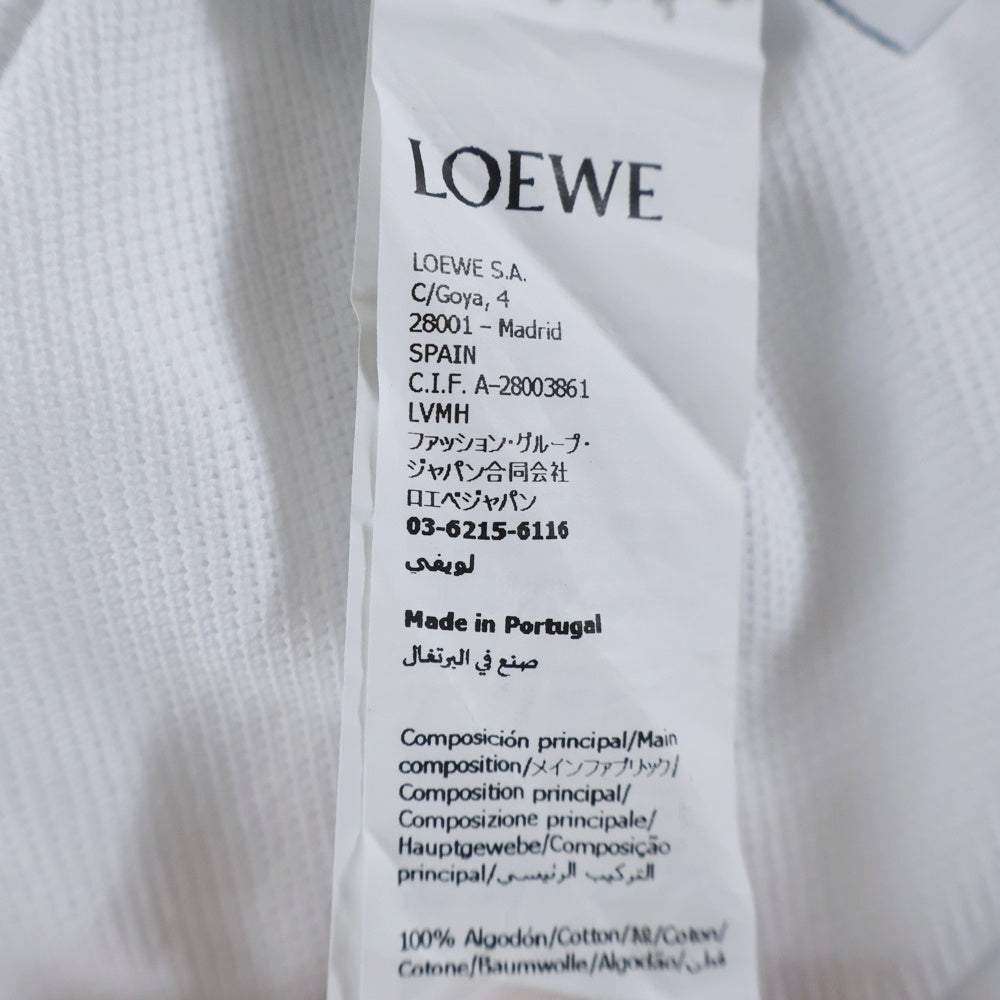 LOEWE
LOEWE S.A.
C/Goya, 4
28001 - Madrid
SPAIN
C.I.F. A-28003861
LVMH
ファッション・グループ・
ジャパン合同会社
ロエベジャパン
03-6215-6116
لويفي
Made in Portugal
صنع في البرتغال
Composición principal/Main
composition/メインファブリック/
Composition principal/
Composizione principale/
Hauptgewebe/Composição
principal/التركيب الرئيسي
100% Algodón/Cotton/綿/Coton/
Cotone/Baumwolle/Algodão/قطن